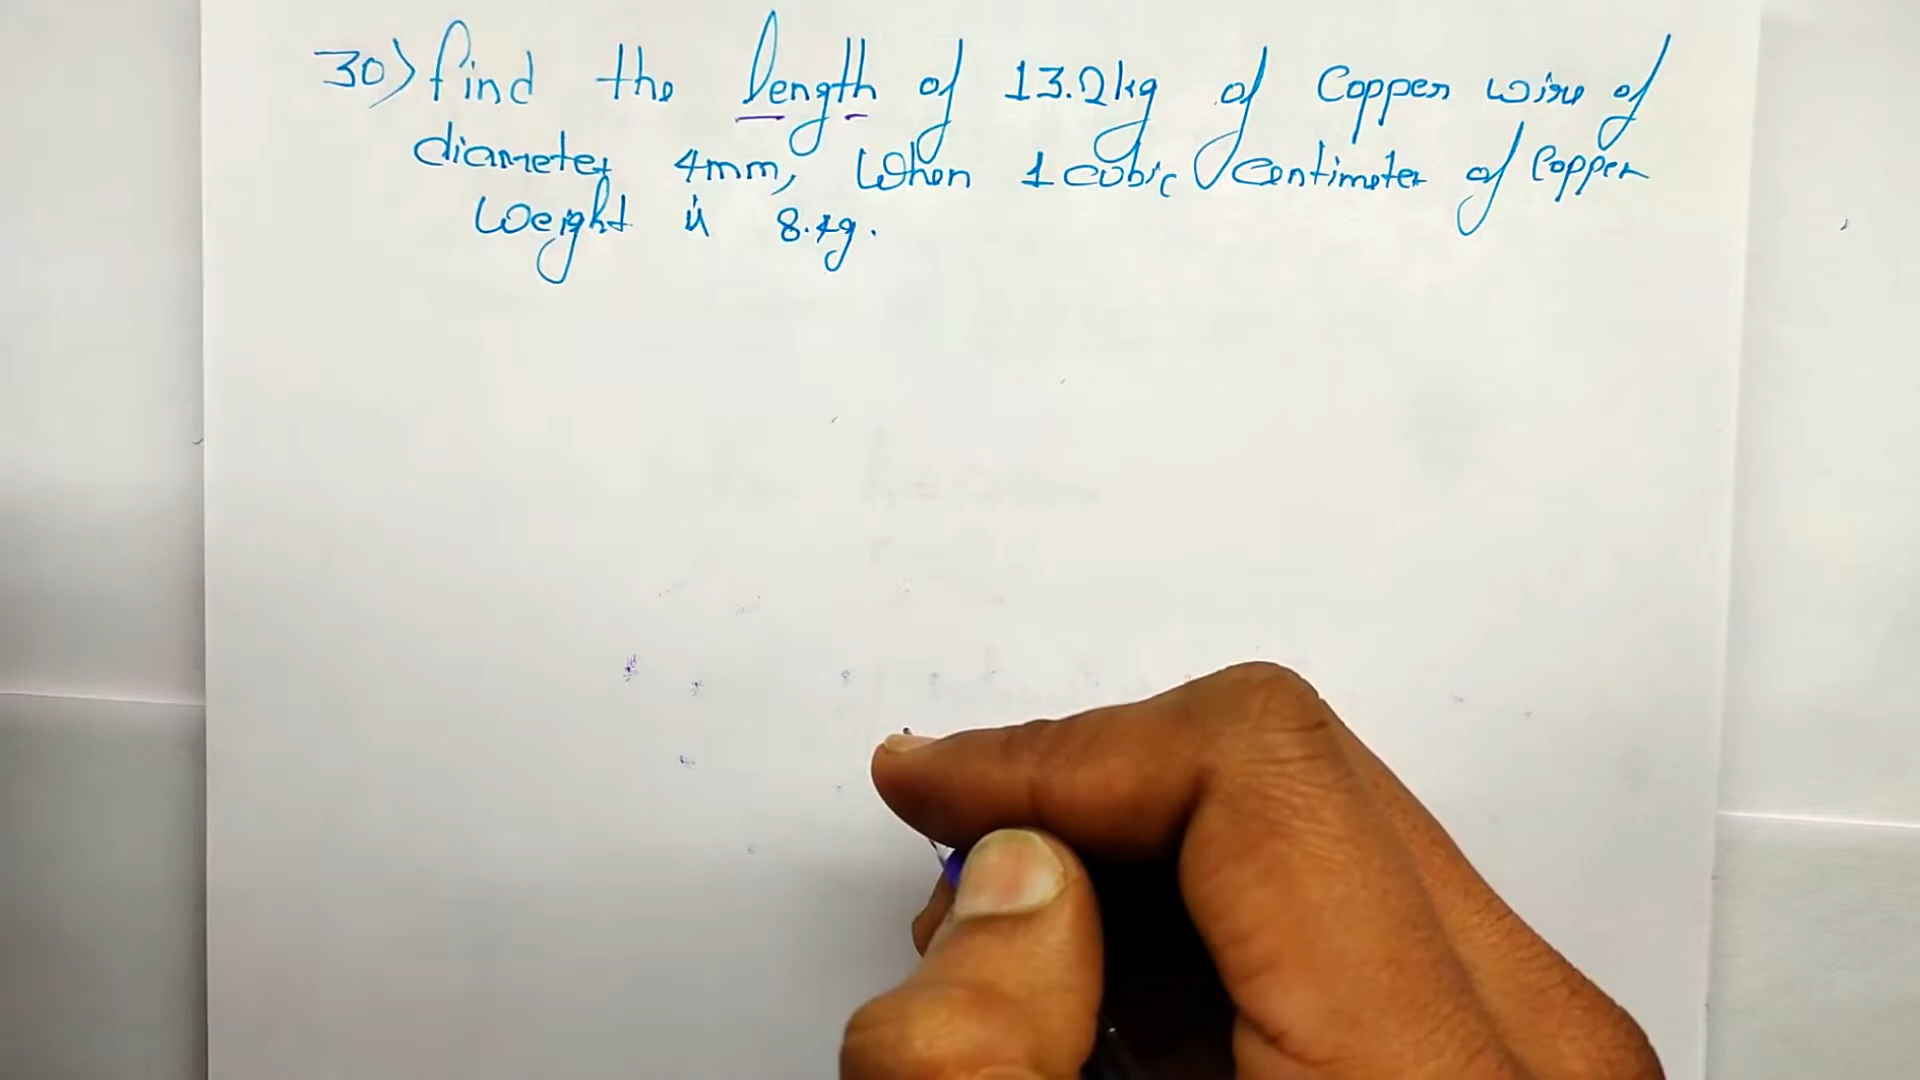 30) find the length of 13.2kg of Copper wire of
diameter 4mm, When 1 cubic Centimeter of Copper
Weight is 8.4g.